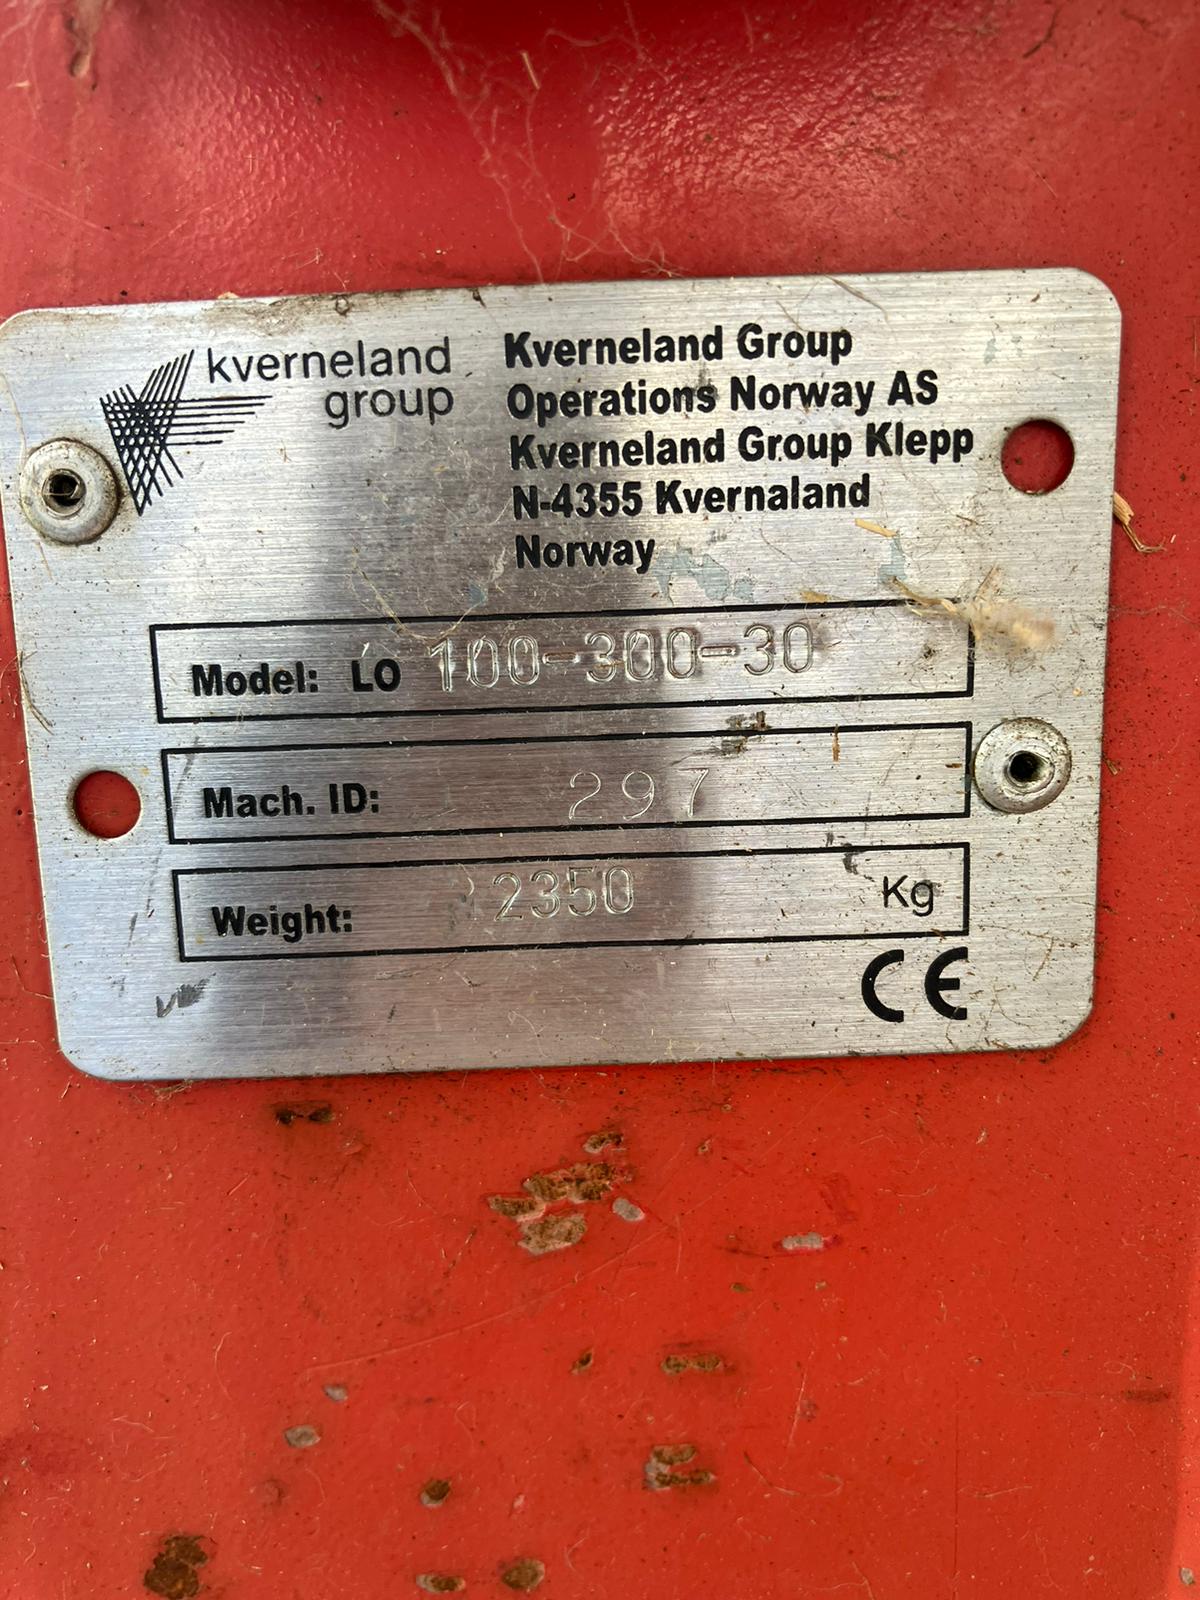 kverneland
group
Kverneland Group
Operations Norway AS
Kverneland Group Klepp
N-4355 Kvernaland
Norway
Model: LO 100-300-30
Mach. ID: 297
Weight: 2350 Kg
CE